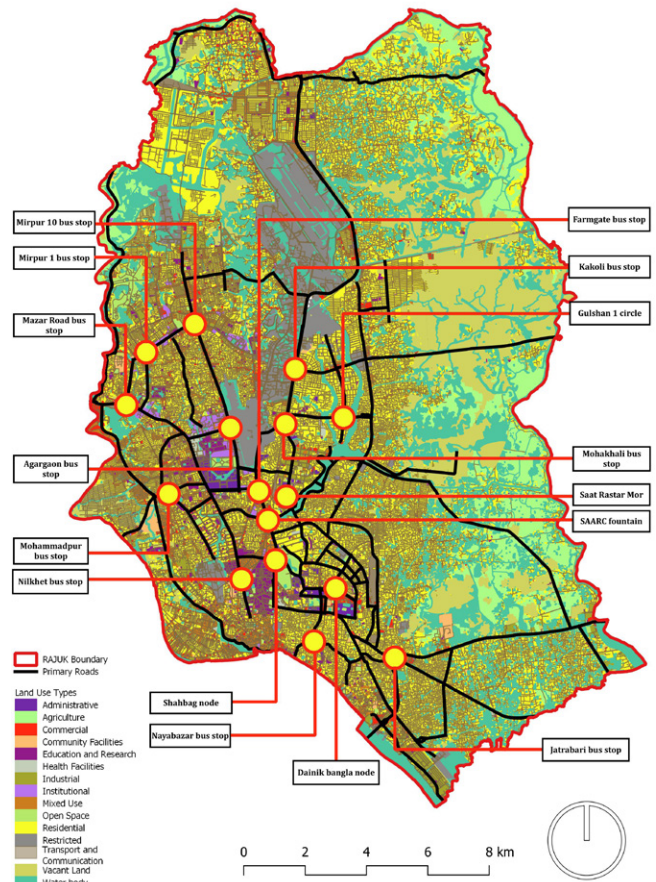 Mirpur 10 bus stop
Mirpur 1 bus stop
Mazar Road bus
stop
Agargaon bus
stop
Mohammadpur
bus stop
Nilkhet bus stop
Farmgate bus stop
Kakoli bus stop
Gulshan 1 circle
Mohakhali bus
stop
Saat Rastar Mor
SAARC fountain
Shahbag node
Nayabazar bus stop
Dainik bangla node
Jatrabari bus stop
RAJUK Boundary
Primary Roads
Land Use Types
Administrative
Agriculture
Commercial
Community Facilities
Education and Research
Health Facilities
Industrial
Institutional
Mixed Use
Open Space
Residential
Restricted
Transport and
Communication
Vacant Land
Water body
0 2 4 6 8 km